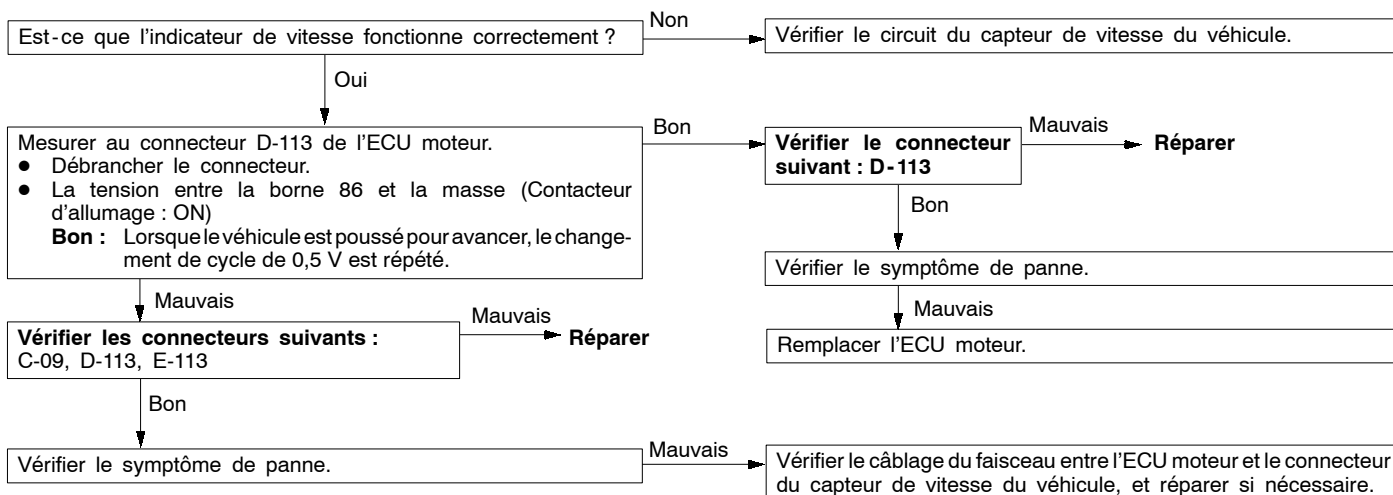 Est-ce que l'indicateur de vitesse fonctionne correctement ?
Non
Vérifier le circuit du capteur de vitesse du véhicule.
Oui
Mesurer au connecteur D-113 de l'ECU moteur.
● Débrancher le connecteur.
● La tension entre la borne 86 et la masse (Contacteur
d'allumage : ON)
Bon : Lorsque le véhicule est poussé pour avancer, le change-
ment de cycle de 0,5 V est répété.
Bon
Vérifier le connecteur
suivant : D-113
Mauvais
Réparer
Bon
Vérifier le symptôme de panne.
Mauvais
Remplacer l'ECU moteur.
Mauvais
Vérifier les connecteurs suivants :
C-09, D-113, E-113
Mauvais
Réparer
Bon
Vérifier le symptôme de panne.
Mauvais
Vérifier le câblage du faisceau entre l'ECU moteur et le connecteur
du capteur de vitesse du véhicule, et réparer si nécessaire.